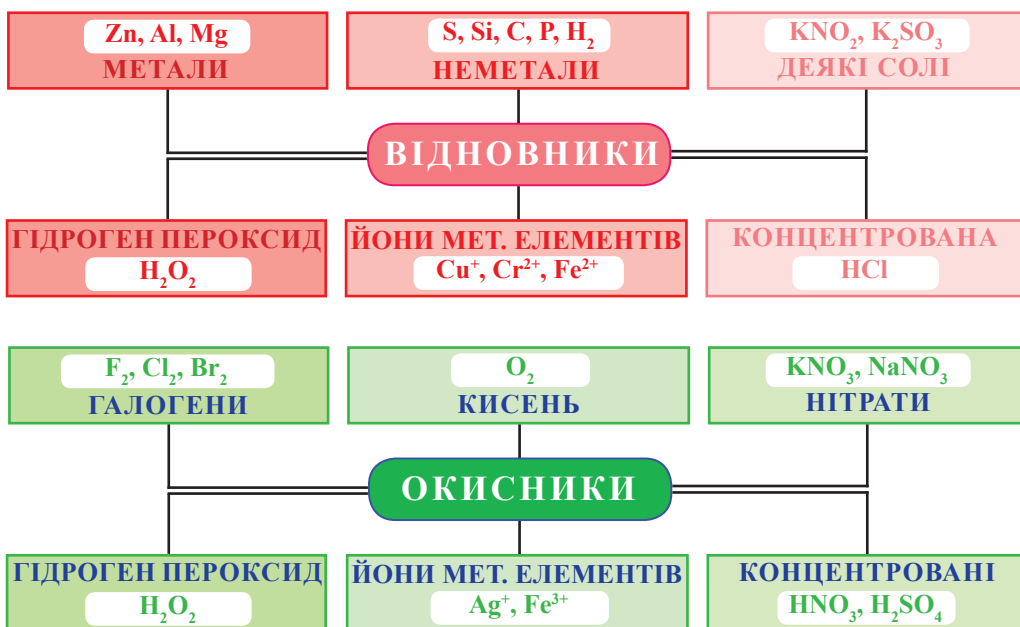 Zn, Al, Mg
МЕТАЛИ
S, Si, C, P, H₂
НЕМЕТАЛИ
KNO₂, K₂SO₃
ДЕЯКІ СОЛІ
ВІДНОВНИКИ
ГІДРОГЕН ПЕРОКСИД
H₂O₂
ЙОНИ МЕТ. ЕЛЕМЕНТІВ
Cu⁺, Cr²⁺, Fe²⁺
КОНЦЕНТРОВАНА
HCl
F₂, Cl₂, Br₂
ГАЛОГЕНИ
O₂
КИСЕНЬ
KNO₃, NaNO₃
НІТРАТИ
ОКИСНИКИ
ГІДРОГЕН ПЕРОКСИД
H₂O₂
ЙОНИ МЕТ. ЕЛЕМЕНТІВ
Ag⁺, Fe³⁺
КОНЦЕНТРОВАНІ
HNO₃, H₂SO₄